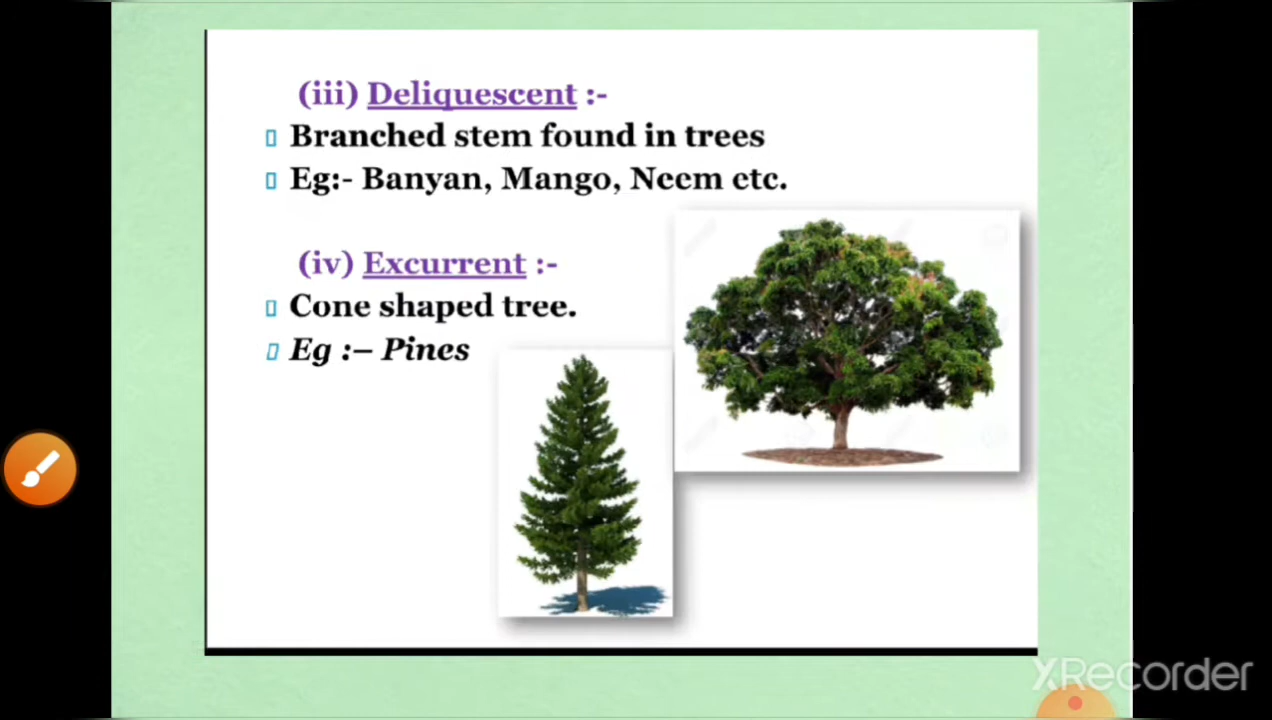 (iii) Deliquescent :-
Branched stem found in trees
Eg:- Banyan, Mango, Neem etc.
(iv) Excurrent :-
Cone shaped tree.
Eg :– Pines
XRecorder